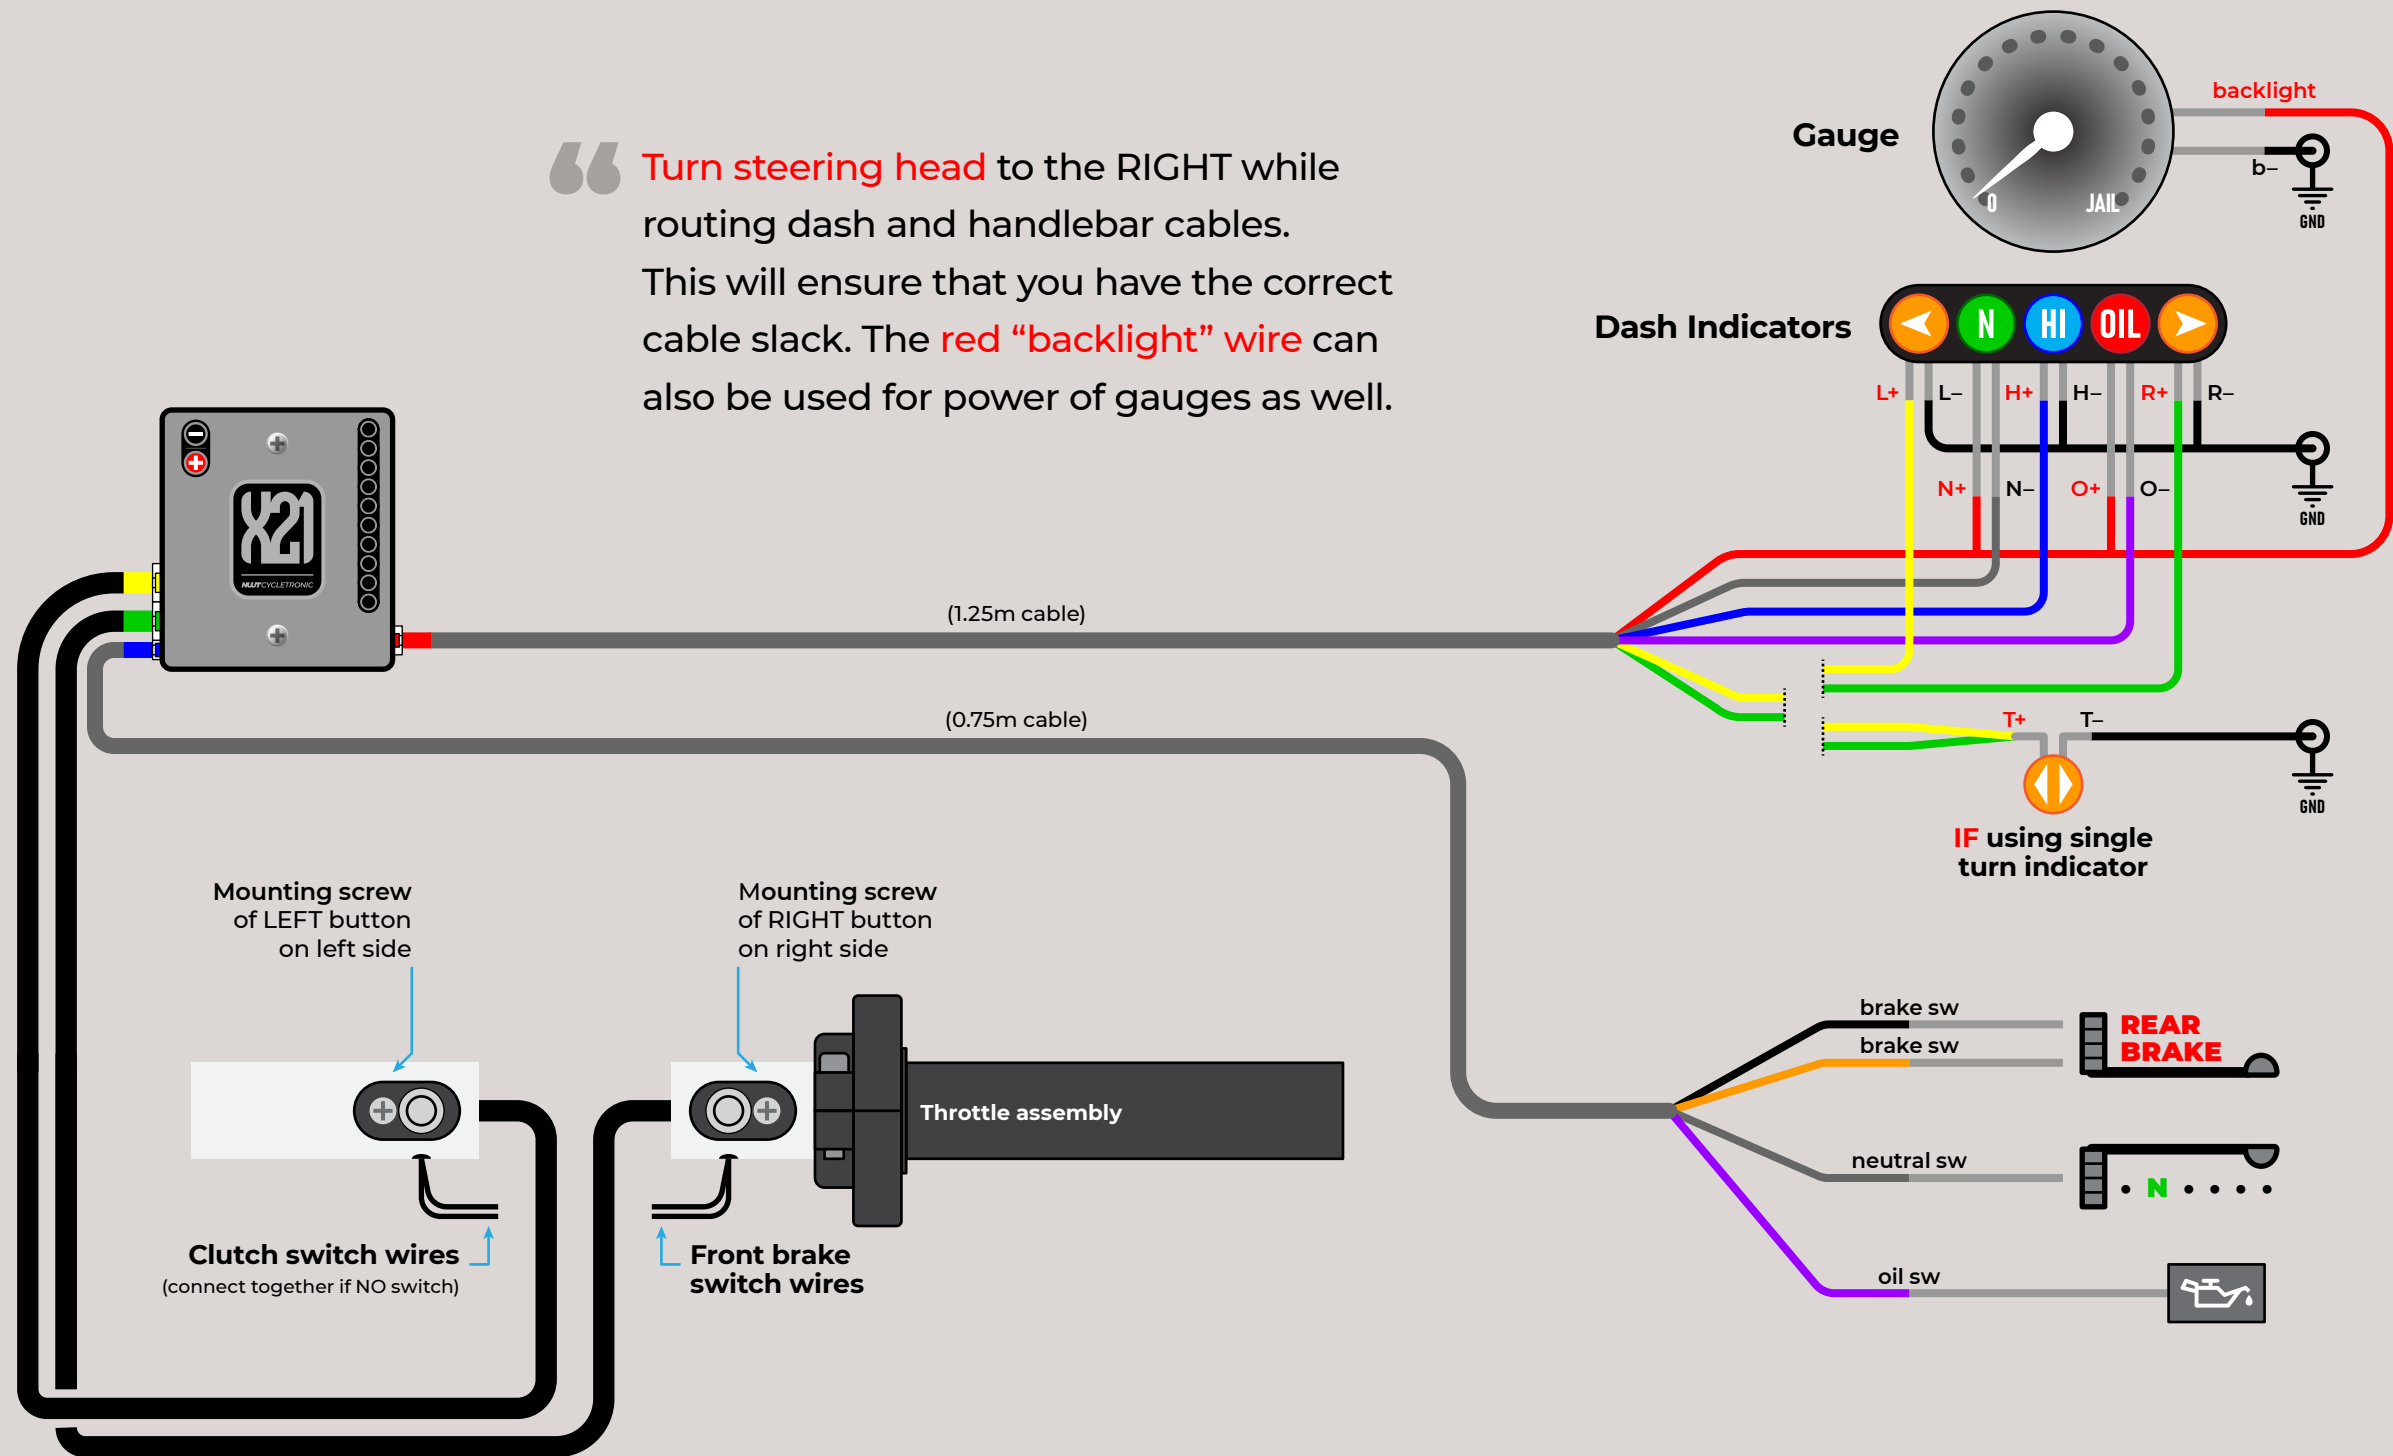 “
Turn steering head to the RIGHT while
routing dash and handlebar cables.
This will ensure that you have the correct
cable slack. The red “backlight” wire can
also be used for power of gauges as well.
Gauge
0
JAIL
backlight
b–
GND
Dash Indicators
N
HI
OIL
L+
L–
H+
H–
R+
R–
N+
N–
O+
O–
GND
X21
NWT CYCLETRONIC
(1.25m cable)
(0.75m cable)
T+
T–
GND
IF using single
turn indicator
Mounting screw
of LEFT button
on left side
Mounting screw
of RIGHT button
on right side
Throttle assembly
Clutch switch wires
(connect together if NO switch)
Front brake
switch wires
brake sw
brake sw
REAR
BRAKE
neutral sw
N
oil sw